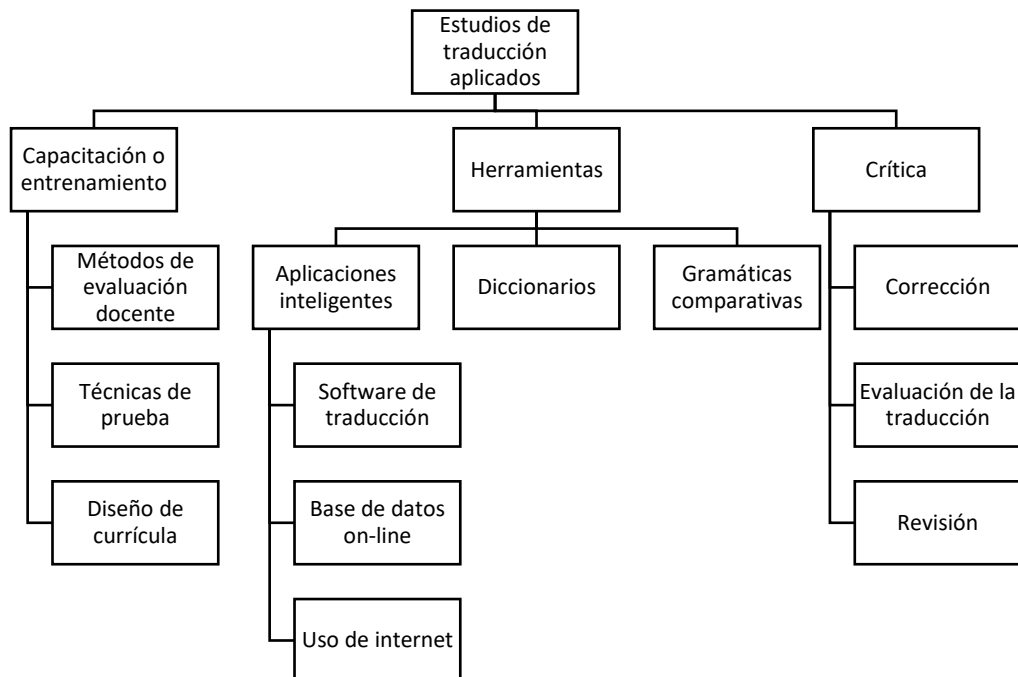 Estudios de
traducción
aplicados
Capacitación o
entrenamiento
Herramientas
Crítica
Métodos de
evaluación
docente
Aplicaciones
inteligentes
Diccionarios
Gramáticas
comparativas
Corrección
Técnicas de
prueba
Software de
traducción
Evaluación de la
traducción
Diseño de
currícula
Base de datos
on-line
Revisión
Uso de internet